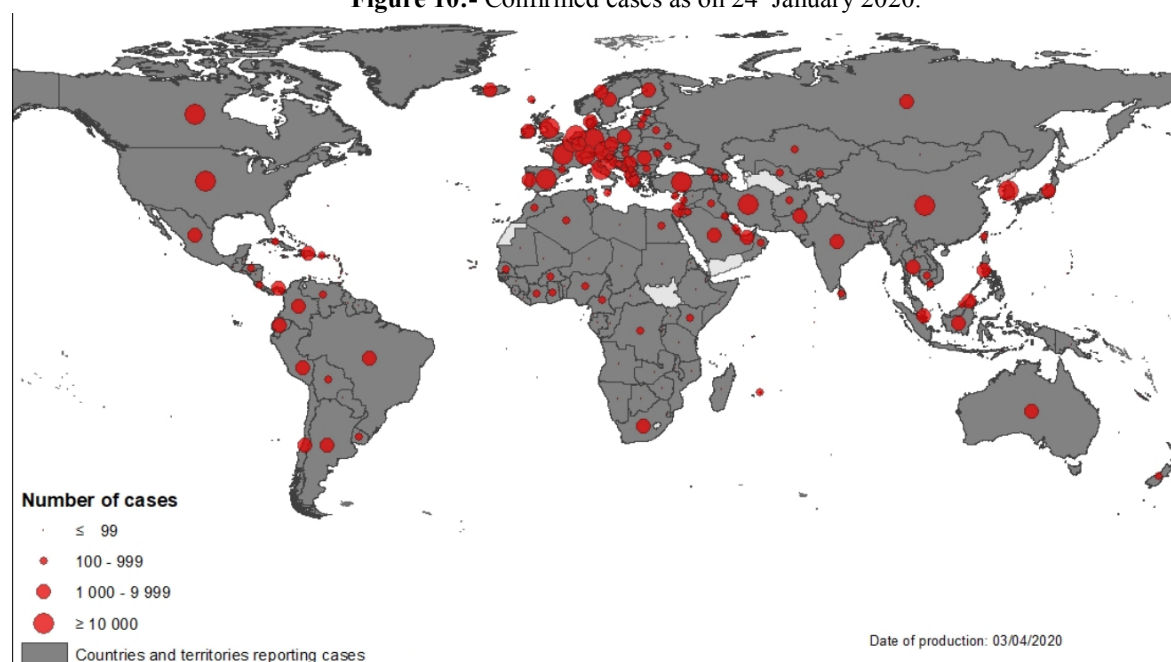 Figure 10:- Confirmed cases as on 24 January 2020.
Number of cases
≤ 99
100 - 999
1 000 - 9 999
≥ 10 000
Countries and territories reporting cases
Date of production: 03/04/2020